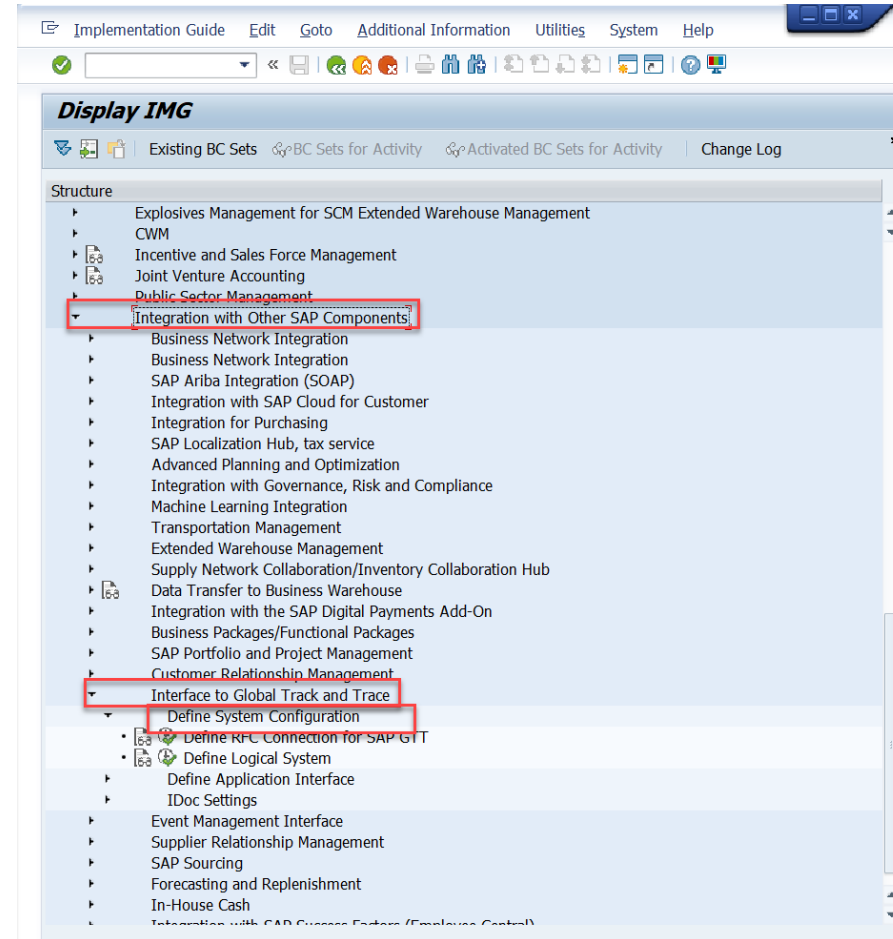 Implementation Guide Edit Goto Additional Information Utilities System Help
Display IMG
Existing BC Sets BC Sets for Activity Activated BC Sets for Activity Change Log
Structure
Explosives Management for SCM Extended Warehouse Management
CWM
Incentive and Sales Force Management
Joint Venture Accounting
Public Sector Management
Integration with Other SAP Components
Business Network Integration
Business Network Integration
SAP Ariba Integration (SOAP)
Integration with SAP Cloud for Customer
Integration for Purchasing
SAP Localization Hub, tax service
Advanced Planning and Optimization
Integration with Governance, Risk and Compliance
Machine Learning Integration
Transportation Management
Extended Warehouse Management
Supply Network Collaboration/Inventory Collaboration Hub
Data Transfer to Business Warehouse
Integration with the SAP Digital Payments Add-On
Business Packages/Functional Packages
SAP Portfolio and Project Management
Customer Relationship Management
Interface to Global Track and Trace
Define System Configuration
Define RFC Connection for SAP GTT
Define Logical System
Define Application Interface
IDoc Settings
Event Management Interface
Supplier Relationship Management
SAP Sourcing
Forecasting and Replenishment
In-House Cash
Integration with SAP Success Factors (Employee Central)